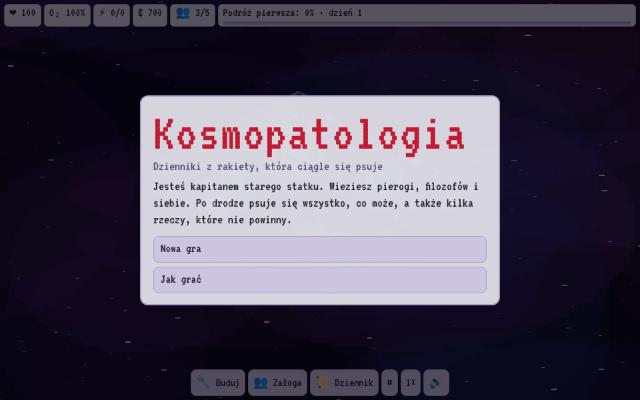 ❤ 100 O₂ 100% ⚡ 0/0 ₢ 700 👥 3/5 Podróż pierwsza: 0% · dzień 1
Kosmopatologia
Dzienniki z rakiety, która ciągle się psuje
Jesteś kapitanem starego statku. Wieziesz pierogi, filozofów i
siebie. Po drodze psuje się wszystko, co może, a także kilka
rzeczy, które nie powinny.
Nowa gra
Jak grać
🔧 Buduj 👥 Załoga 📜 Dziennik ⏸ 1x 🔊